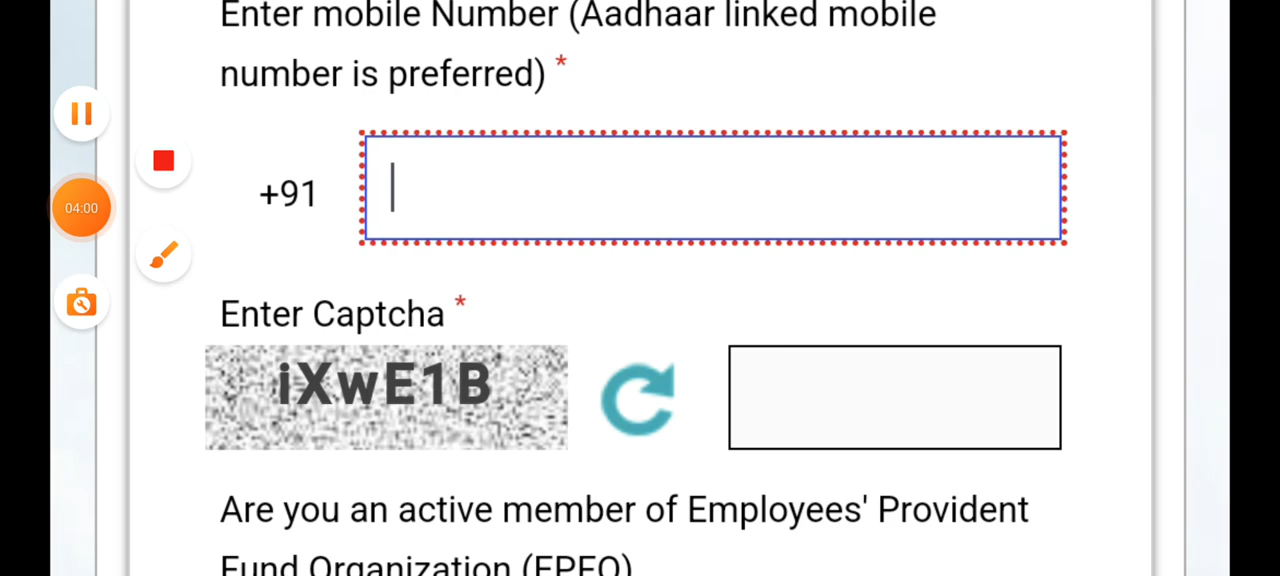 Enter mobile Number (Aadhaar linked mobile
number is preferred) *
04:00
+91
Enter Captcha *
iXwE1B
Are you an active member of Employees' Provident
Fund Organization (EPFO)